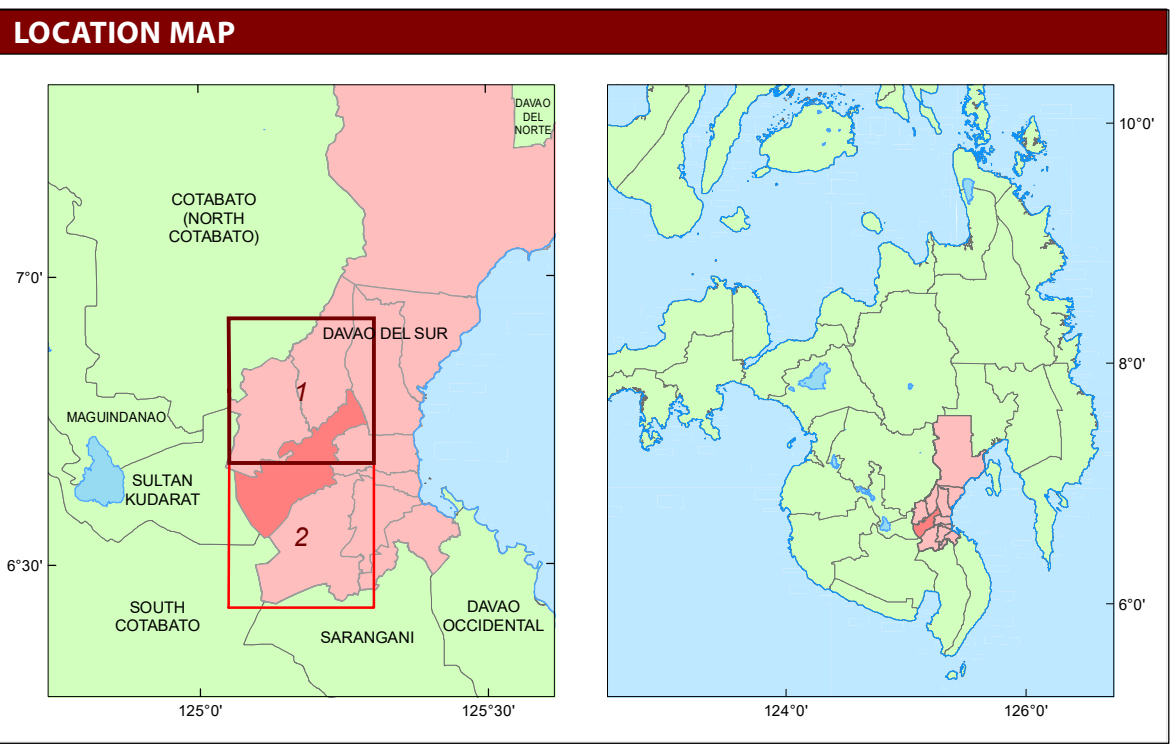 LOCATION MAP
DAVAO
DEL
NORTE
COTABATO
(NORTH
COTABATO)
7°0'
DAVAO DEL SUR
1
MAGUINDANAO
SULTAN
KUDARAT
2
6°30'
SOUTH
COTABATO
SARANGANI
DAVAO
OCCIDENTAL
125°0'
125°30'
10°0'
8°0'
6°0'
124°0'
126°0'